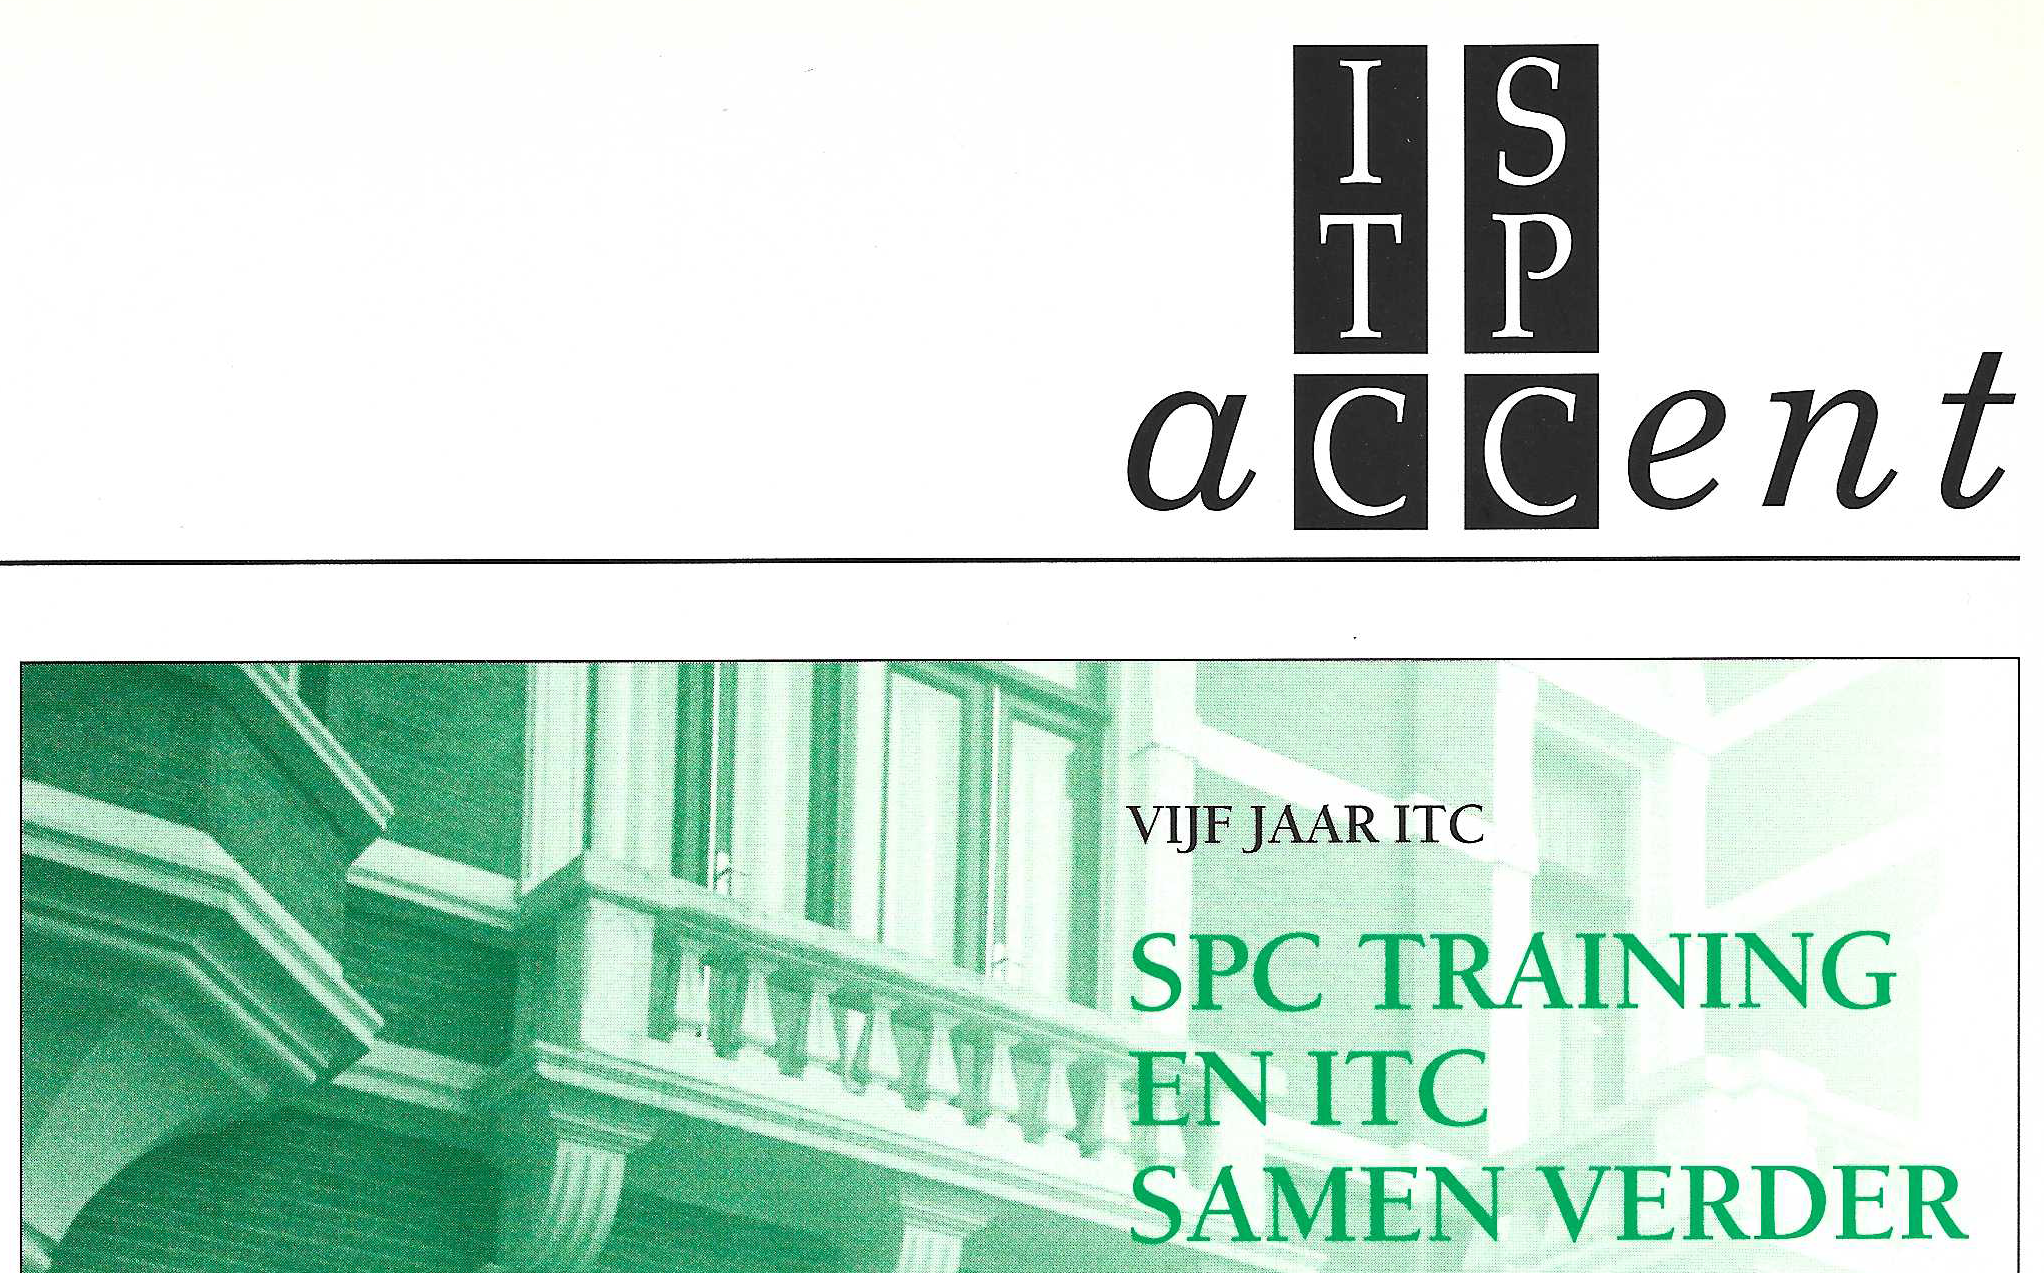 I S
T P
aCCent
VIJF JAAR ITC
SPC TRAINING
EN ITC
SAMEN VERDER